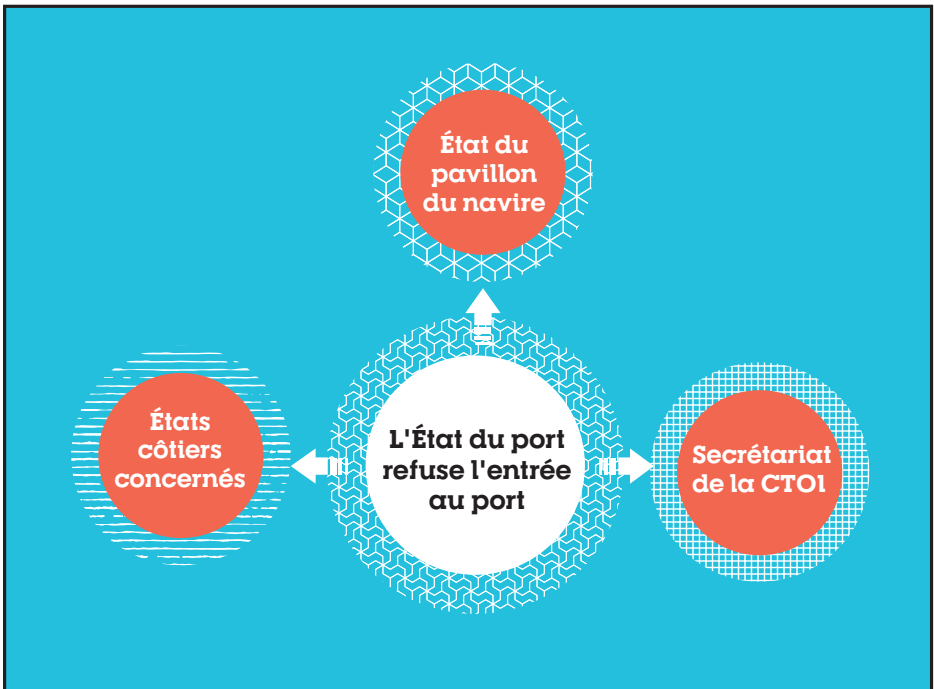 État du
pavillon
du navire
États
côtiers
concernés
L'État du port
refuse l'entrée
au port
Secrétariat
de la CTOI